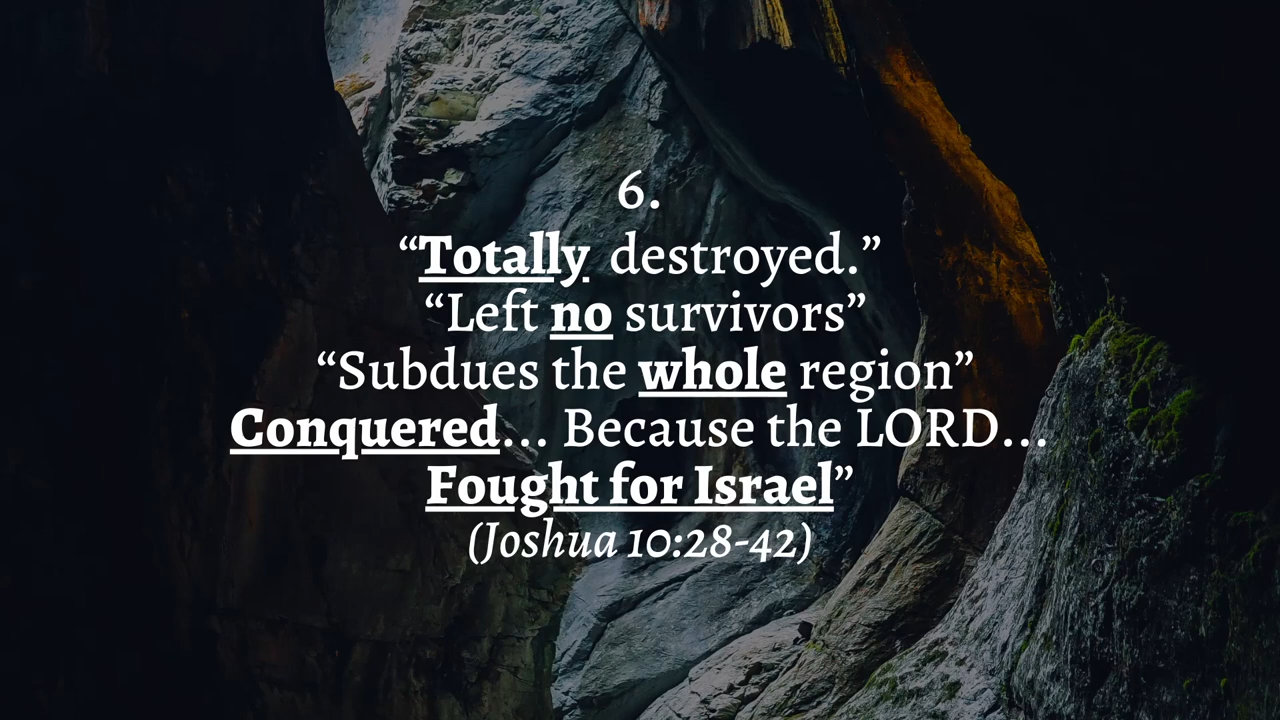 6.
“Totally destroyed.”
“Left no survivors”
“Subdues the whole region”
Conquered... Because the LORD...
Fought for Israel”
(Joshua 10:28-42)